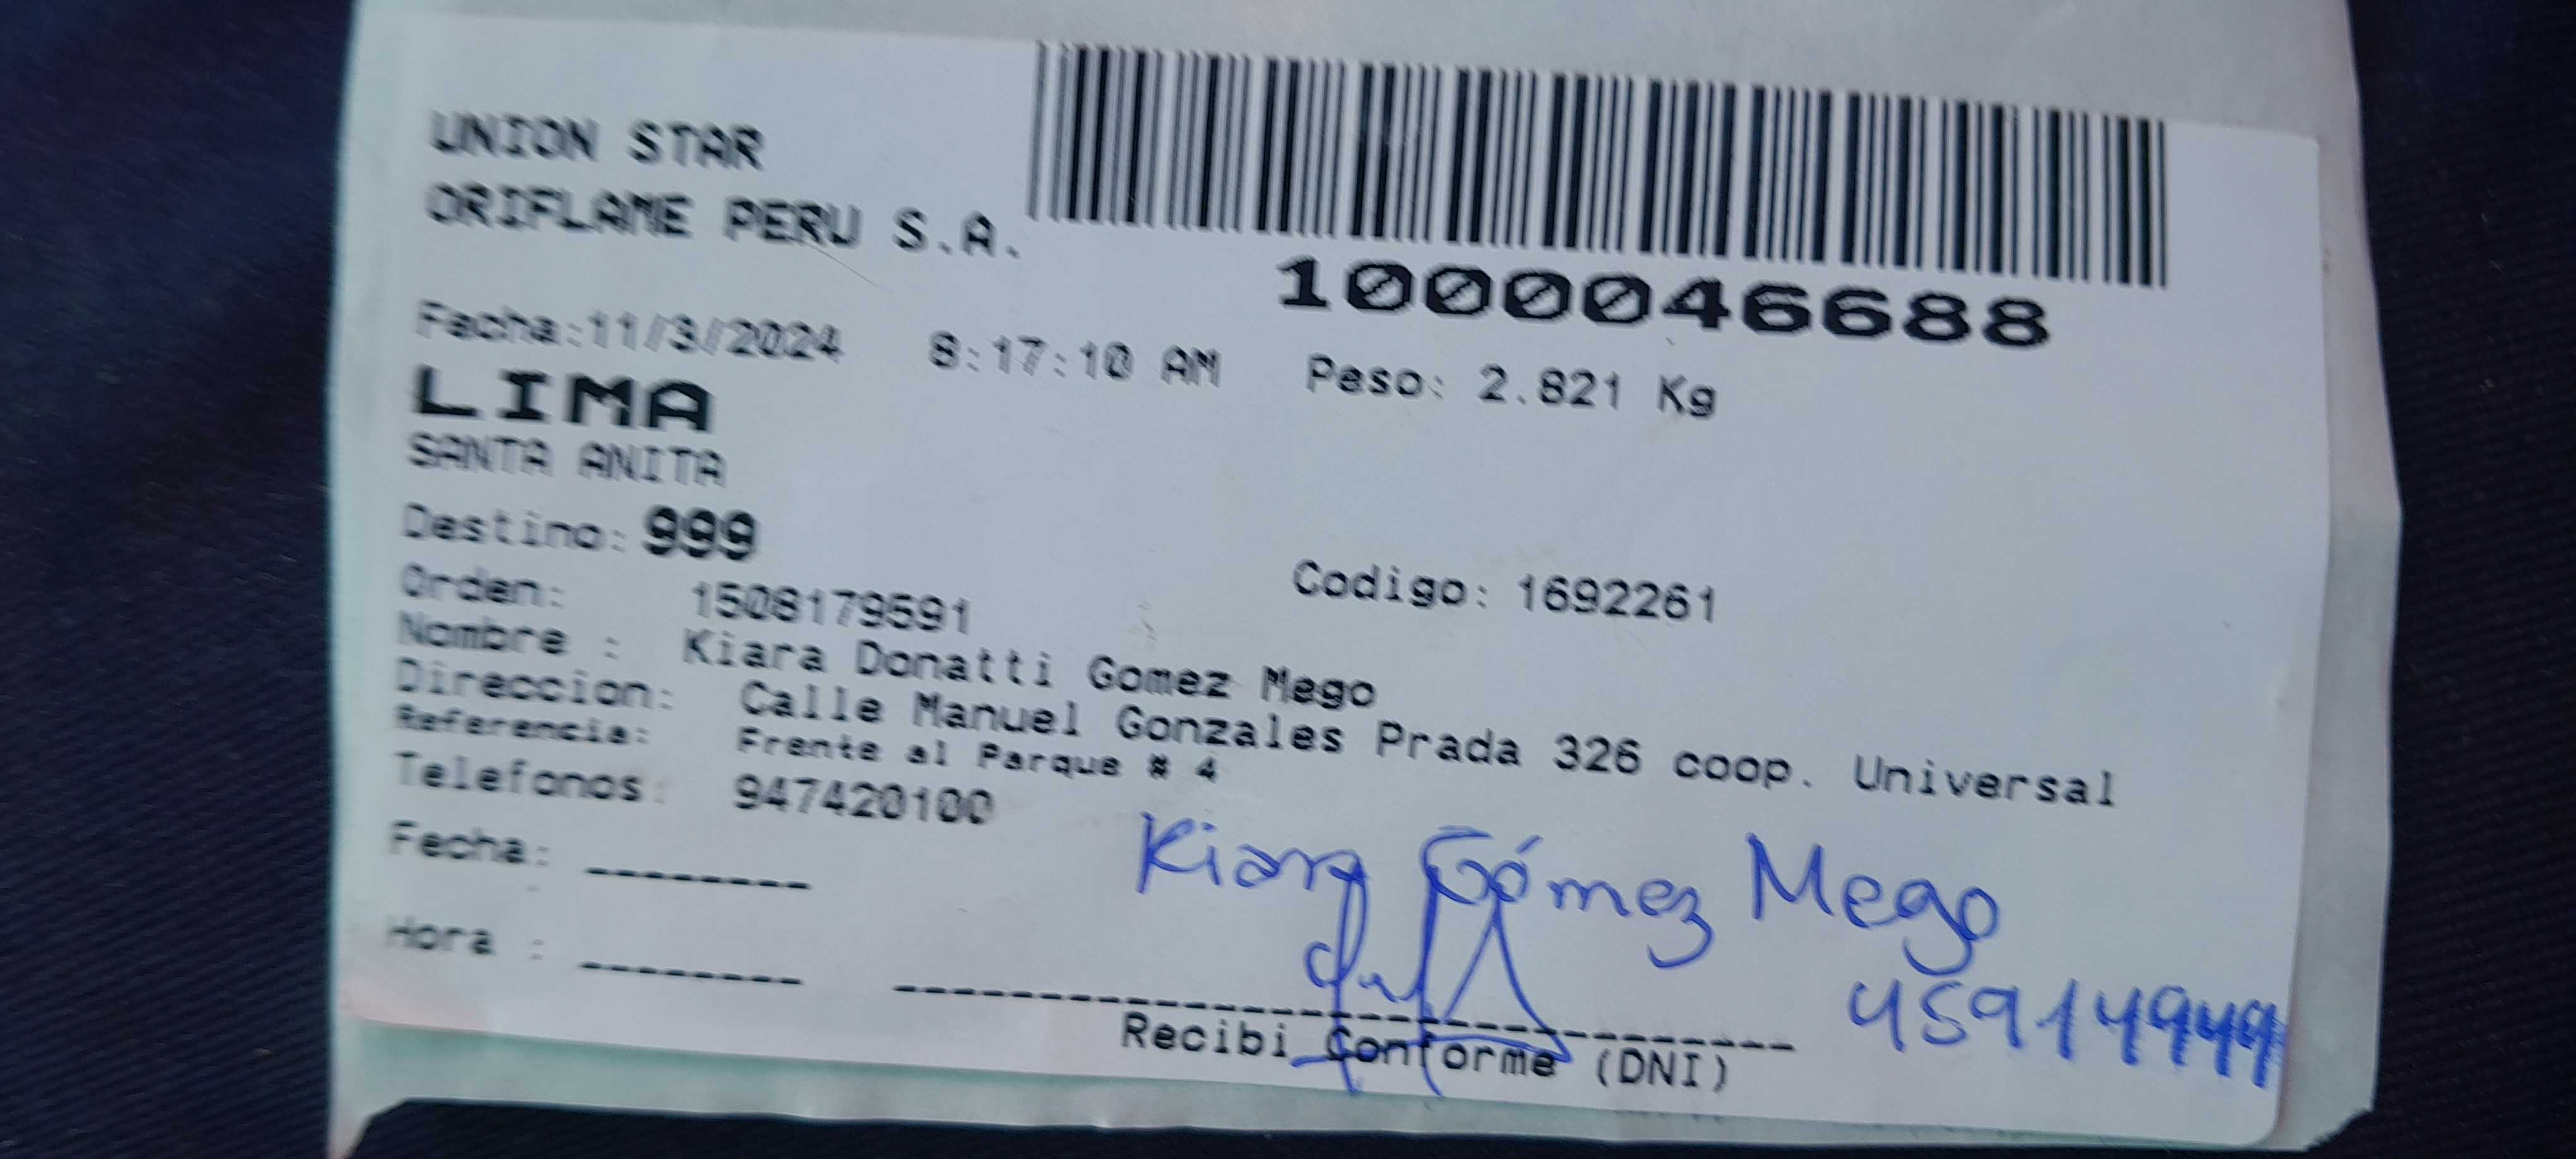 UNION STAR
ORIFLAME PERU S.A.
1000046688
Fecha:11/3/2024 8:17:10 AM Peso: 2.821 Kg
LIMA
SANTA ANITA
Destino: 999
Orden: 1508179591 Codigo: 1692261
Nombre : Kiara Donatti Gomez Mego
Direccion: Calle Manuel Gonzales Prada 326 coop. Universal
Referencia: Frente al Parque # 4
Telefonos: 947420100
Kiara Gómez Mego
Fecha: --------
Hora : --------
Recibi Conforme (DNI)